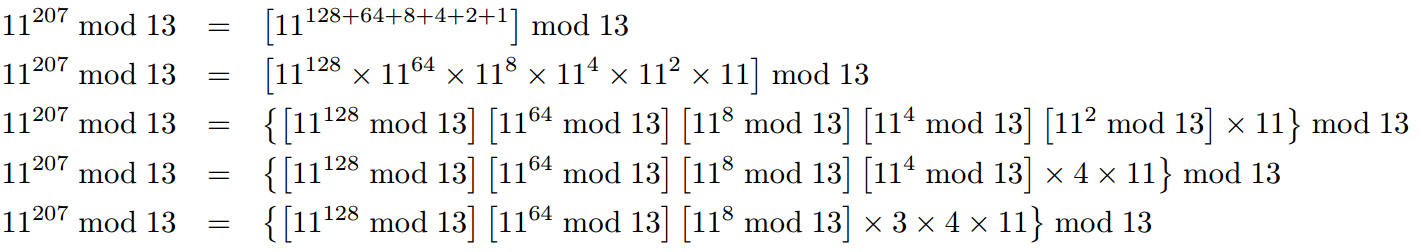 11^207 mod 13 = [11^128+64+8+4+2+1] mod 13
11^207 mod 13 = [11^128 × 11^64 × 11^8 × 11^4 × 11^2 × 11] mod 13
11^207 mod 13 = {[11^128 mod 13] [11^64 mod 13] [11^8 mod 13] [11^4 mod 13] [11^2 mod 13] × 11} mod 13
11^207 mod 13 = {[11^128 mod 13] [11^64 mod 13] [11^8 mod 13] [11^4 mod 13] × 4 × 11} mod 13
11^207 mod 13 = {[11^128 mod 13] [11^64 mod 13] [11^8 mod 13] × 3 × 4 × 11} mod 13